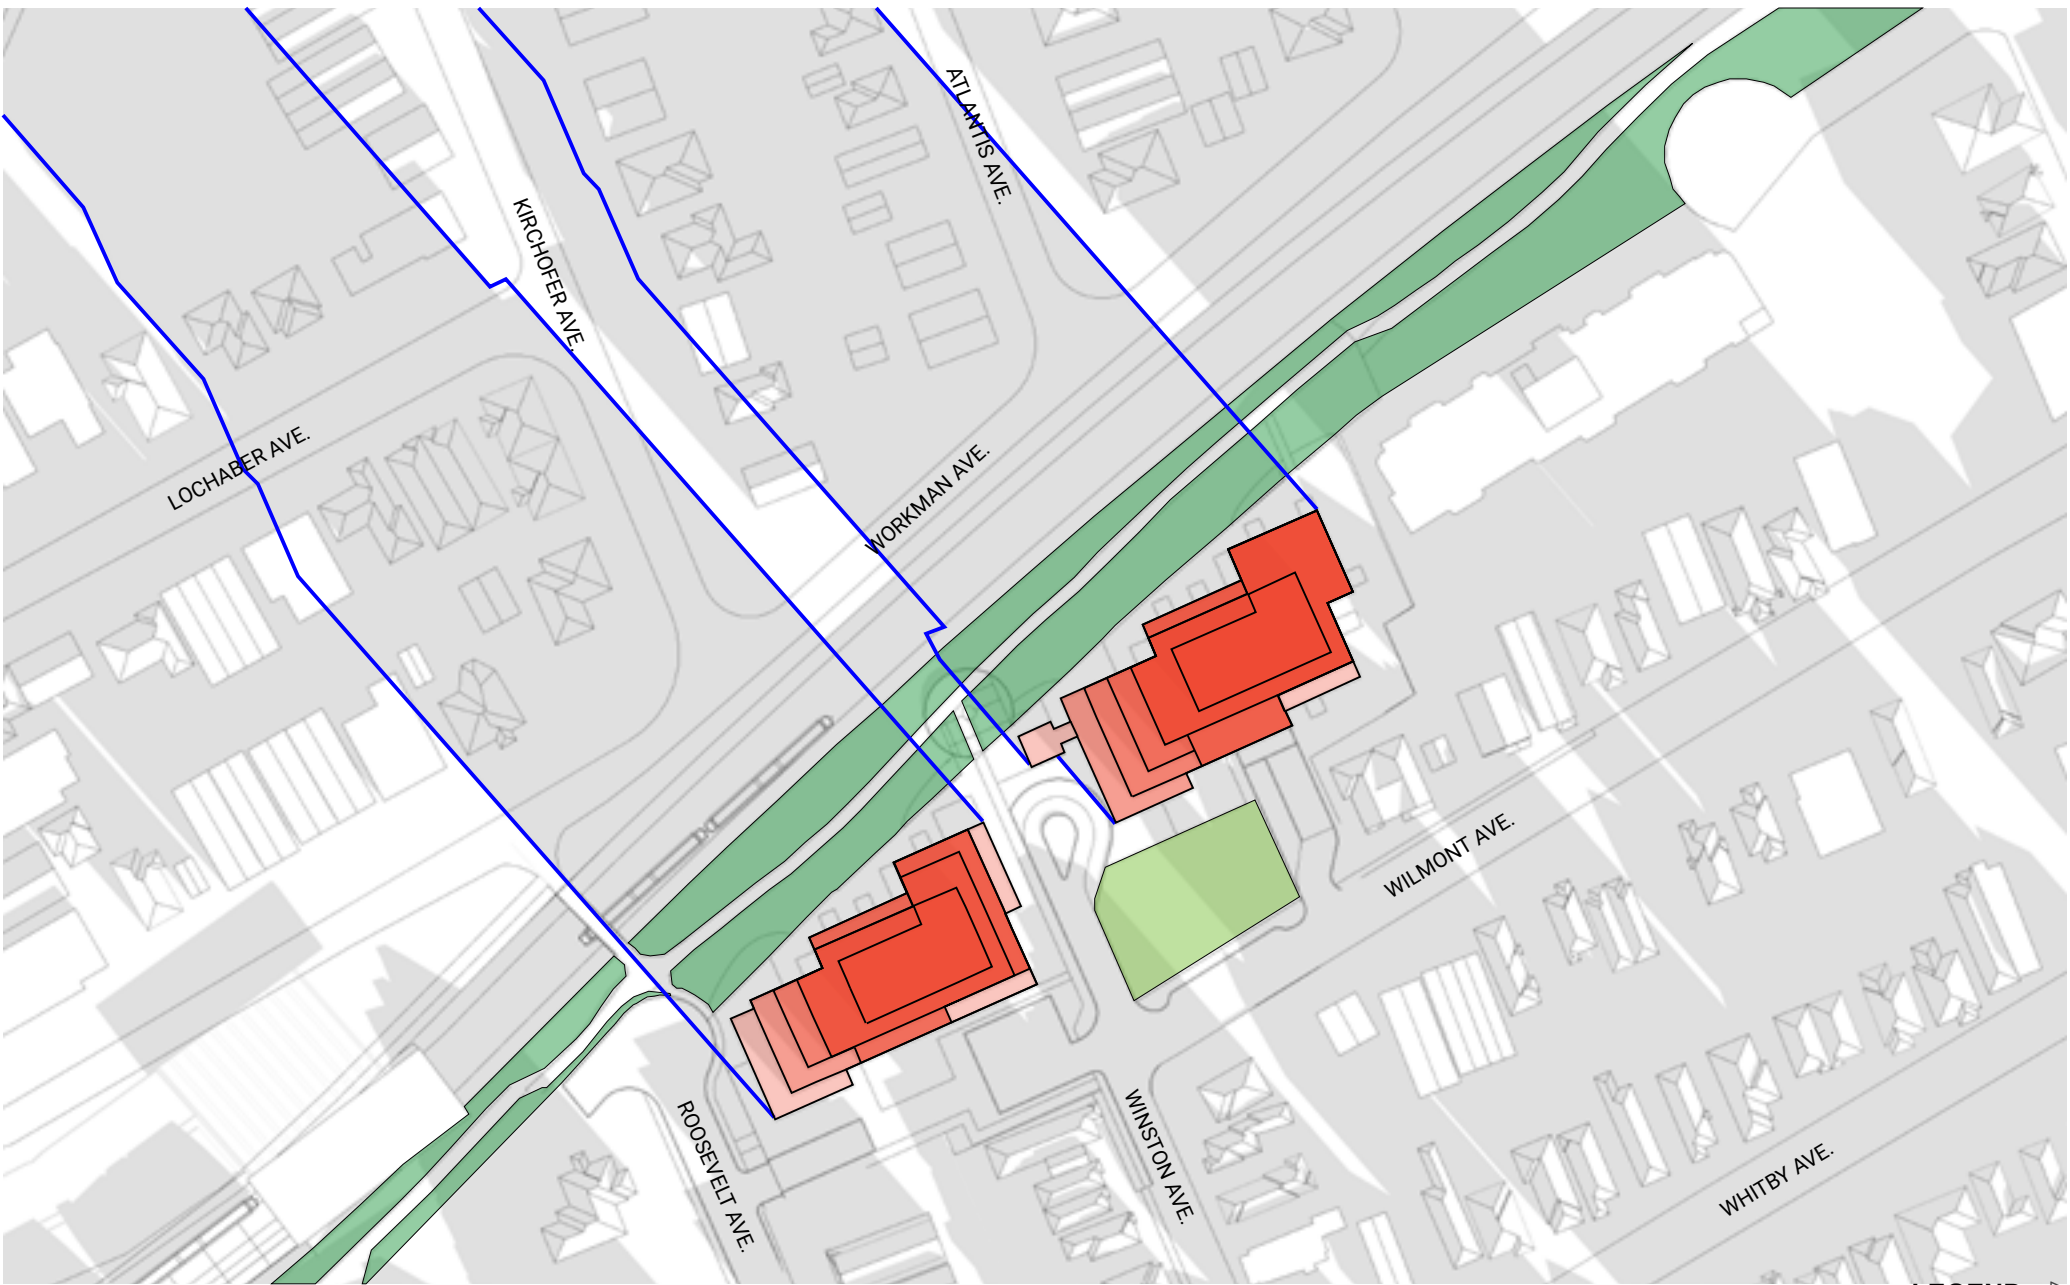 ATLANTIS AVE.
KIRCHOFER AVE.
LOCHABER AVE.
WORKMAN AVE.
WILMONT AVE.
ROOSEVELT AVE.
WINSTON AVE.
WHITBY AVE.